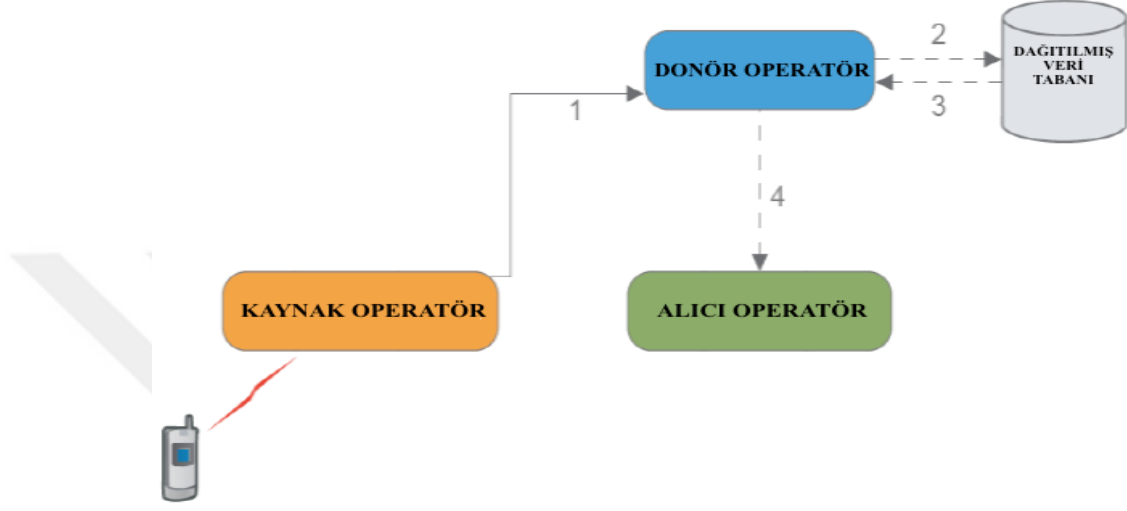 DONÖR OPERATÖR
2
3
DAĞITILMIŞ
VERİ
TABANI
1
4
KAYNAK OPERATÖR
ALICI OPERATÖR